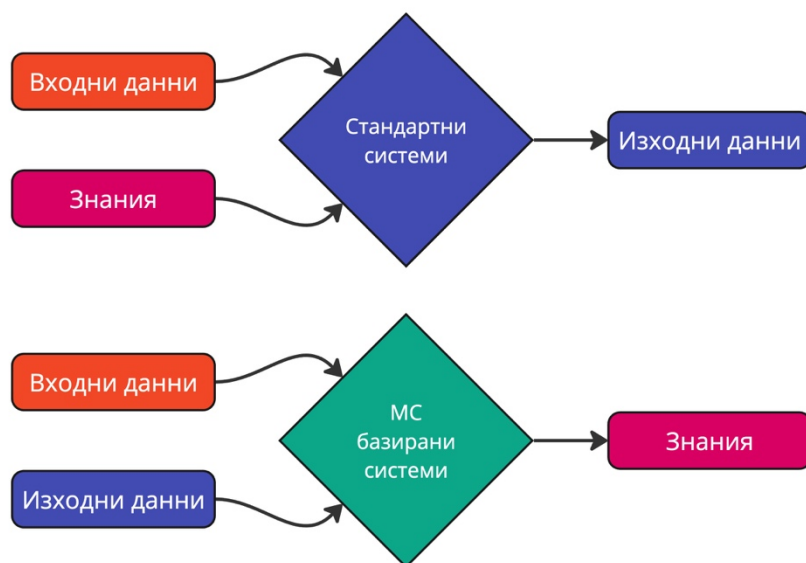 Входни данни
Знания
Стандартни
системи
Изходни данни
Входни данни
Изходни данни
МС
базирани
системи
Знания